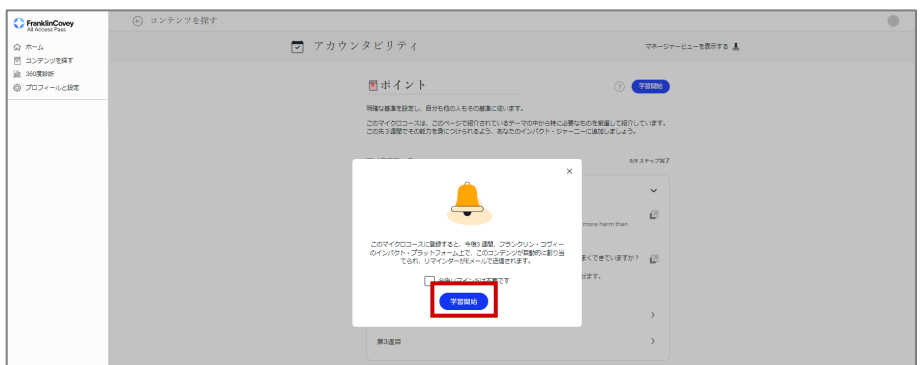 FranklinCovey
All Access Pass
ホーム
コンテンツを探す
360度診断
プロフィールと設定
コンテンツを探す
アカウンタビリティ
マネージャービューを表示する
ポイント
?
学習開始
明確な基準を設定し、自分も他の人もその基準に従います。
このマイクロコースは、このページで紹介されているテーマの中から特に必要なものを厳選して紹介しています。
この先3週間でその能力を身につけられるよう、あなたのインパクト・ジャーニーに追加しましょう。
0/8 ステップ完了
more harm than
まくできていますか？
出ます。
このマイクロコースに登録すると、今後3週間、フランクリン・コヴィー
のインパクト・プラットフォーム上で、このコンテンツが自動的に割り当
てられ、リマインダーがEメールで送信されます。
今後リマインドは不要です
学習開始
第3週目